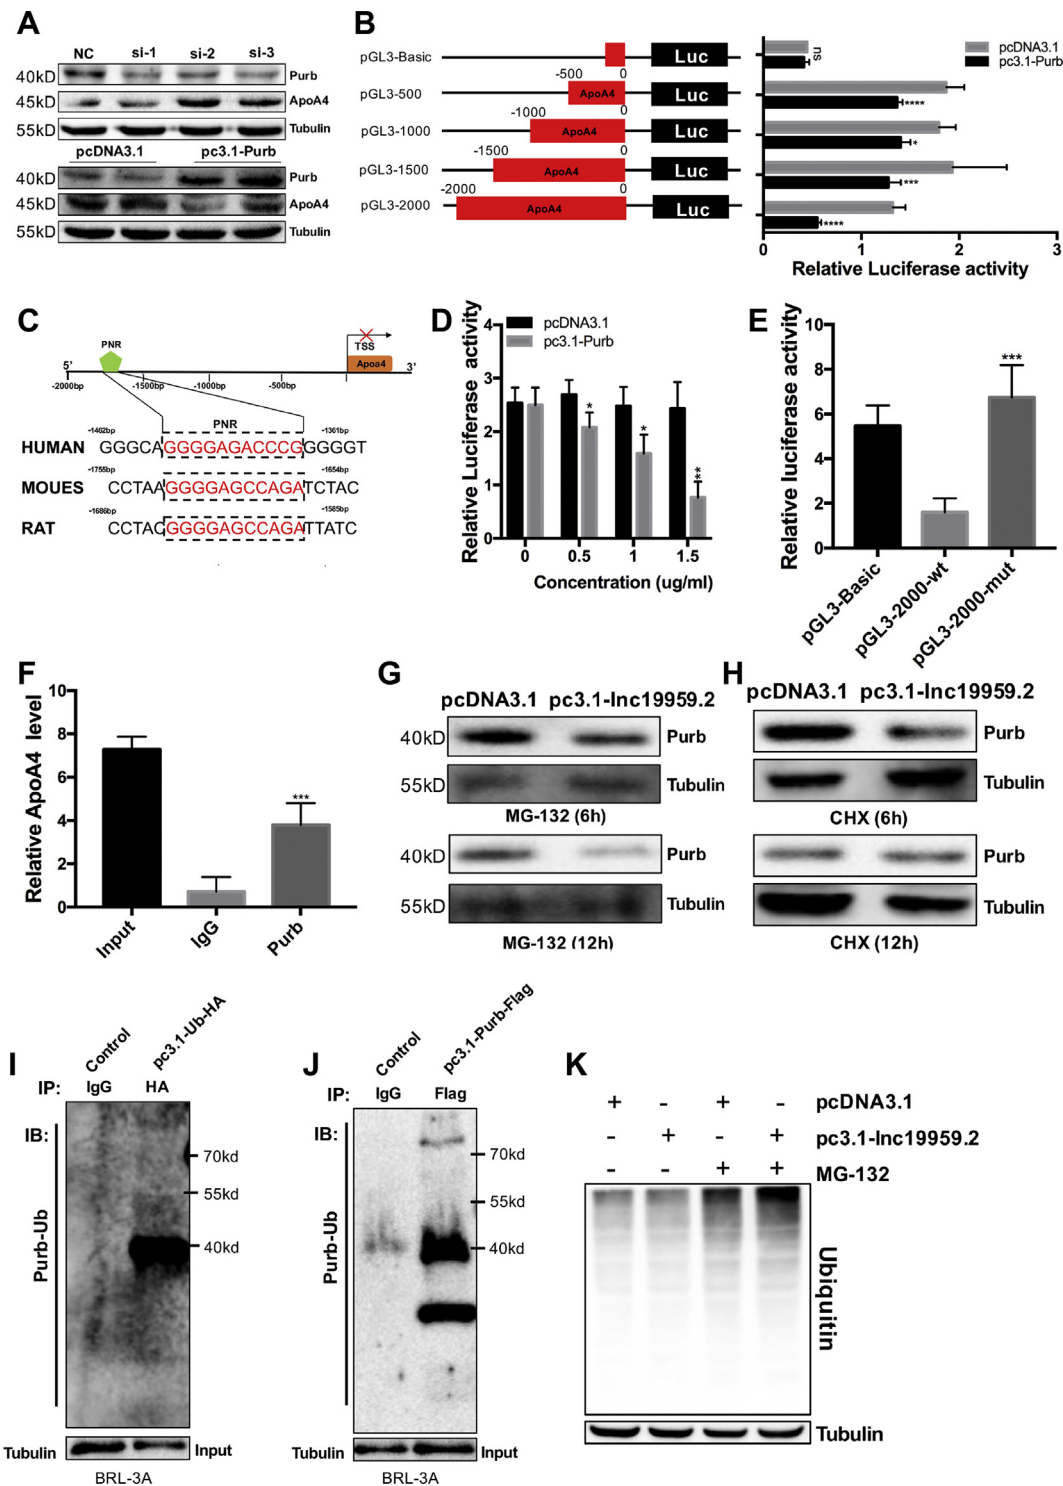 A
NC si-1 si-2 si-3
40kD Purb
45kD ApoA4
55kD Tubulin
pcDNA3.1 pc3.1-Purb
40kD Purb
45kD ApoA4
55kD Tubulin
B
pGL3-Basic Luc
-500 0
pGL3-500 ApoA4 Luc
-1000 0
pGL3-1000 ApoA4 Luc
-1500 0
pGL3-1500 ApoA4 Luc
-2000 0
pGL3-2000 ApoA4 Luc
pcDNA3.1
pc3.1-Purb
ns
****
*
***
****
0 1 2 3
Relative Luciferase activity
C
PNR
TSS
5' Apoa4 3'
-2000bp -1500bp -1000bp -500bp
PNR
-1462bp -1361bp
HUMAN GGGCAGGGGAGACCCGGGGGT
-1755bp -1654bp
MOUES CCTAAGGGGAGCCAGATCTAC
-1686bp -1585bp
RAT CCTACGGGGAGCCAGATTATC
D
Relative Luciferase activity
4
3
2
1
0
pcDNA3.1
pc3.1-Purb
*
*
**
0 0.5 1 1.5
Concentration (ug/ml)
E
Relative luciferase activity
10
8
6
4
2
0
***
pGL3-Basic
pGL3-2000-wt
pGL3-2000-mut
F
Relative ApoA4 level
10
8
6
4
2
0
***
Input
IgG
Purb
G
pcDNA3.1 pc3.1-lnc19959.2
40kD Purb
55kD Tubulin
MG-132 (6h)
40kD Purb
55kD Tubulin
MG-132 (12h)
H
pcDNA3.1 pc3.1-lnc19959.2
Purb
Tubulin
CHX (6h)
Purb
Tubulin
CHX (12h)
I
Control
pc3.1-Ub-HA
IP: IgG HA
IB:
Purb-Ub
70kd
55kd
40kd
Tubulin Input
BRL-3A
J
Control
pc3.1-Purb-Flag
IP: IgG Flag
IB:
Purb-Ub
70kd
55kd
40kd
Tubulin Input
BRL-3A
K
+ - + - pcDNA3.1
- + - + pc3.1-lnc19959.2
- - + + MG-132
Ubiquitin
Tubulin